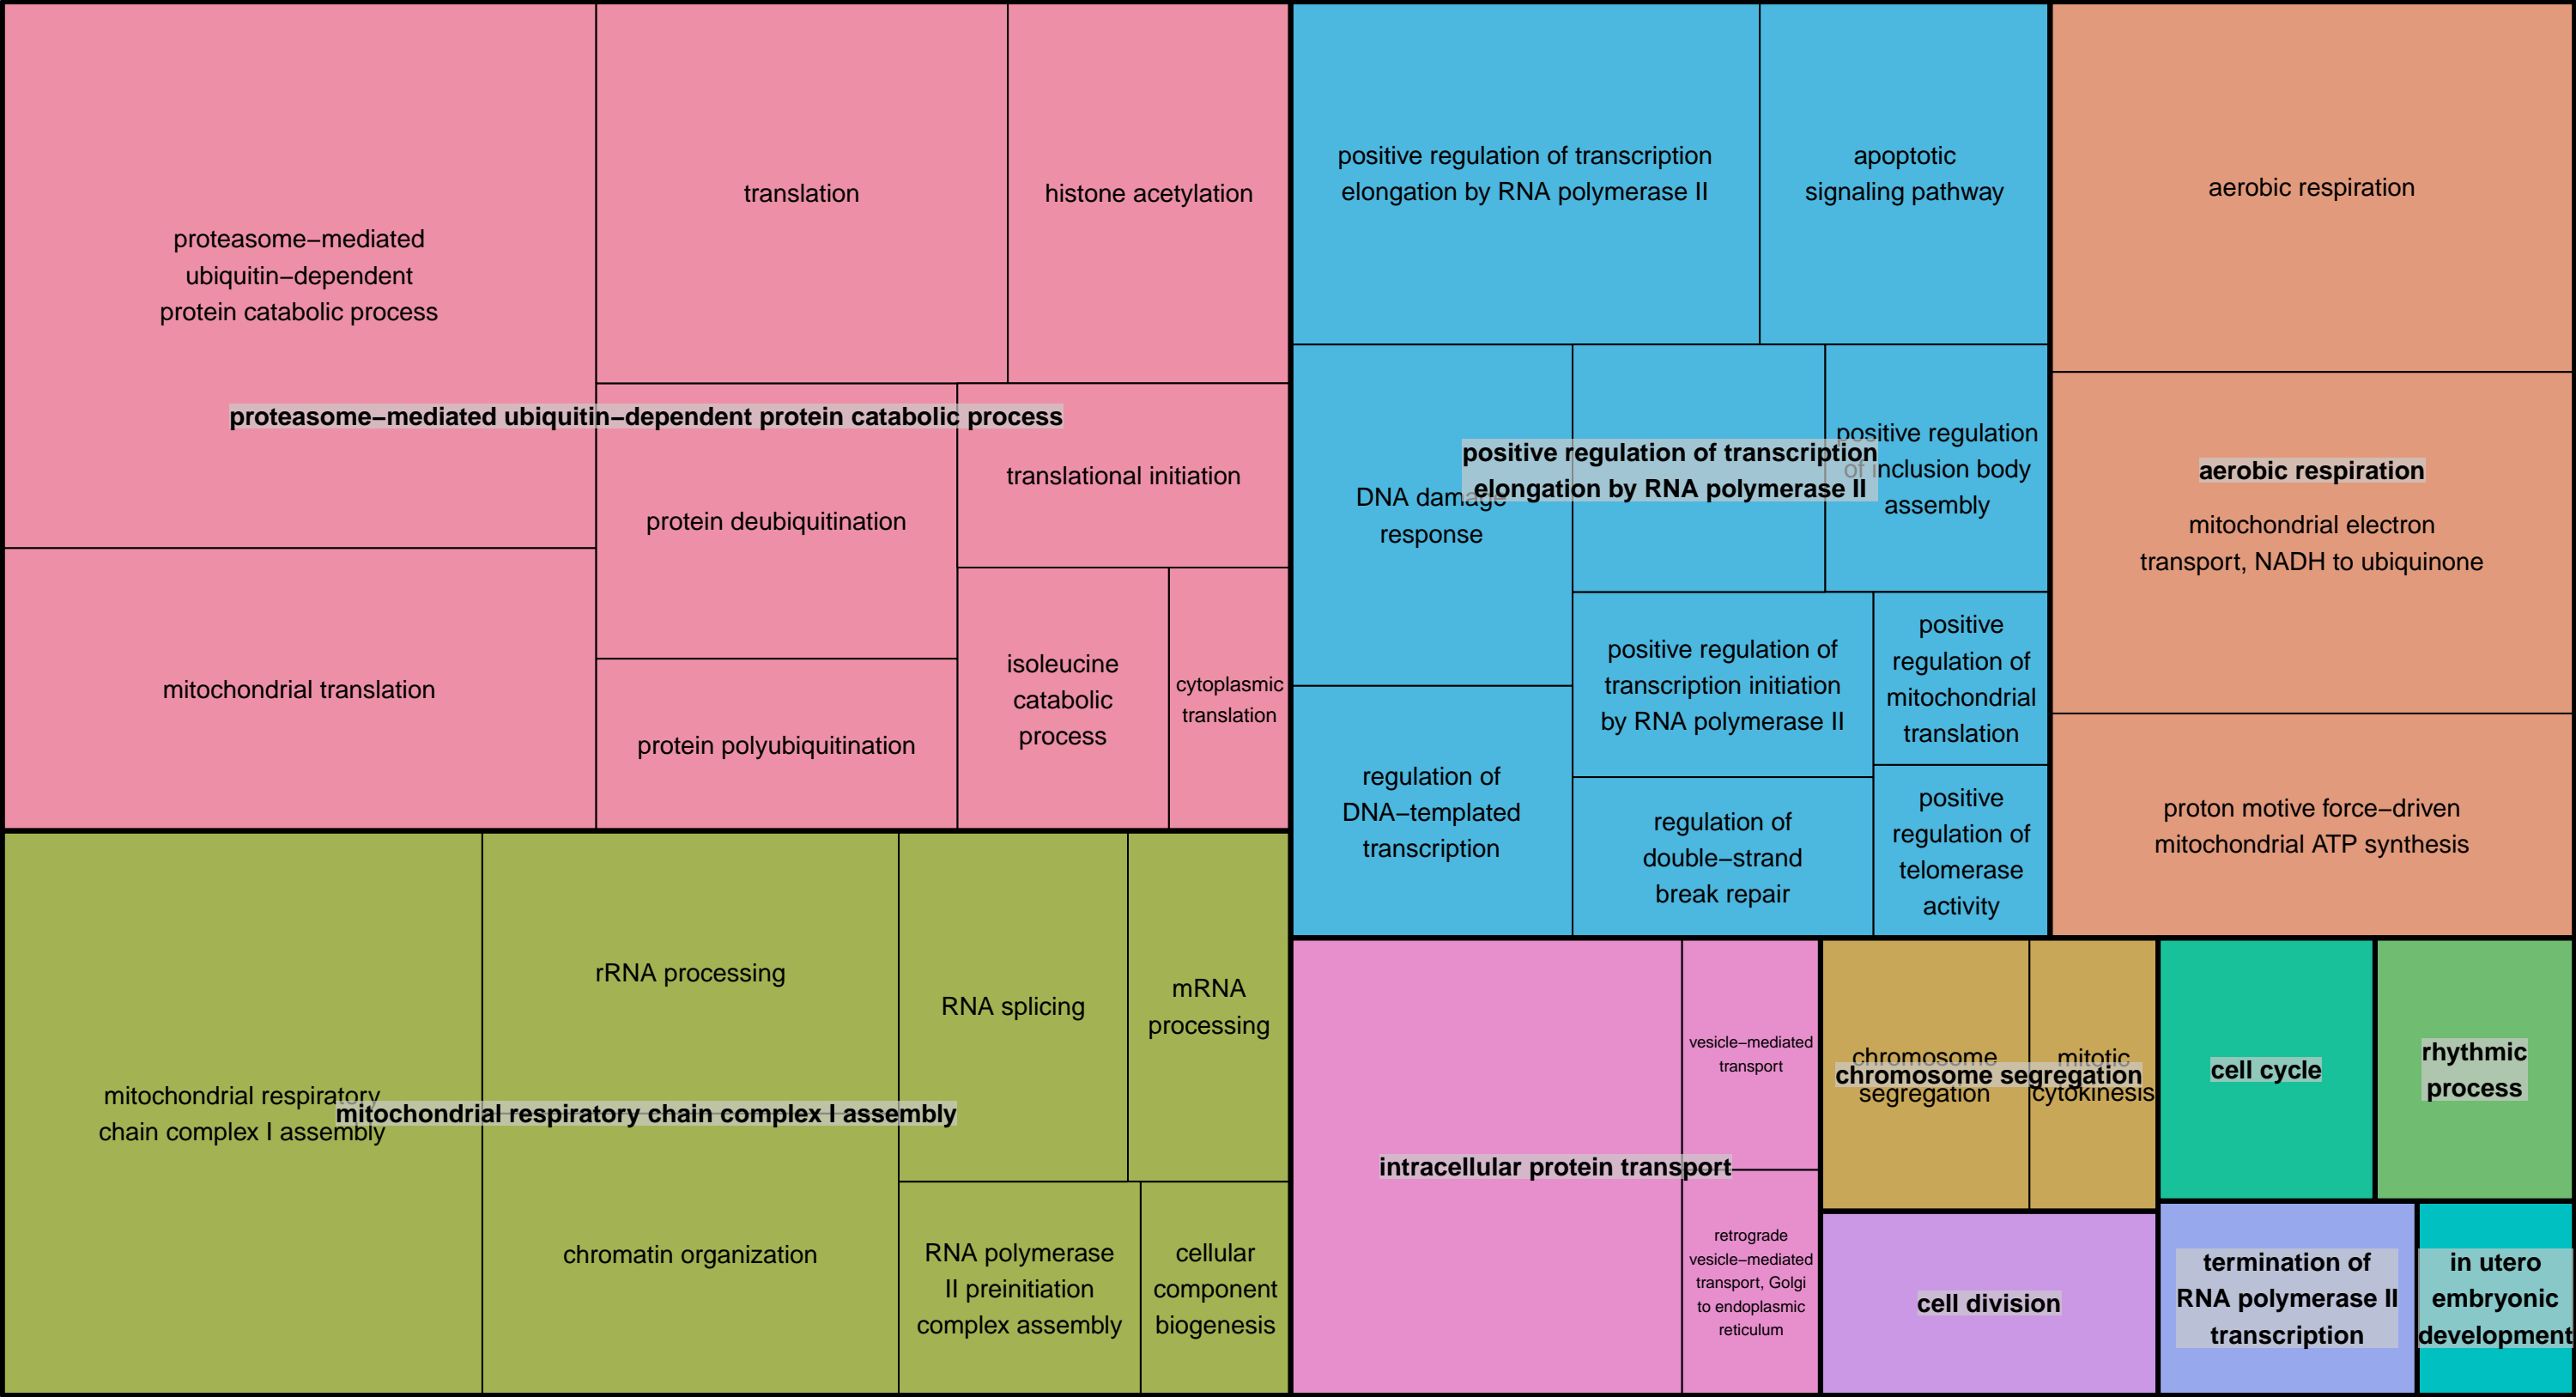 proteasome−mediated
ubiquitin−dependent
protein catabolic process
translation
histone acetylation
proteasome−mediated ubiquitin−dependent protein catabolic process
translational initiation
protein deubiquitination
mitochondrial translation
protein polyubiquitination
isoleucine
catabolic
process
cytoplasmic
translation
positive regulation of transcription
elongation by RNA polymerase II
apoptotic
signaling pathway
DNA damage
response
positive regulation of transcription
elongation by RNA polymerase II
positive regulation
of inclusion body
assembly
regulation of
DNA−templated
transcription
positive regulation of
transcription initiation
by RNA polymerase II
positive
regulation of
mitochondrial
translation
regulation of
double−strand
break repair
positive
regulation of
telomerase
activity
aerobic respiration
aerobic respiration
mitochondrial electron
transport, NADH to ubiquinone
proton motive force−driven
mitochondrial ATP synthesis
mitochondrial respiratory
chain complex I assembly
mitochondrial respiratory chain complex I assembly
rRNA processing
RNA splicing
mRNA
processing
chromatin organization
RNA polymerase
II preinitiation
complex assembly
cellular
component
biogenesis
intracellular protein transport
vesicle−mediated
transport
retrograde
vesicle−mediated
transport, Golgi
to endoplasmic
reticulum
chromosome
segregation
chromosome segregation
mitotic
cytokinesis
cell division
cell cycle
rhythmic
process
termination of
RNA polymerase II
transcription
in utero
embryonic
development